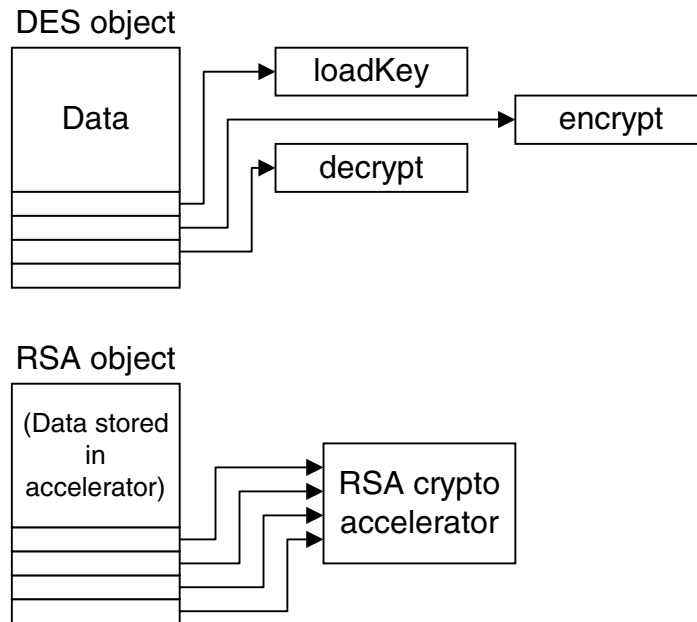 DES object
Data
loadKey
encrypt
decrypt
RSA object
(Data stored
in
accelerator)
RSA crypto
accelerator